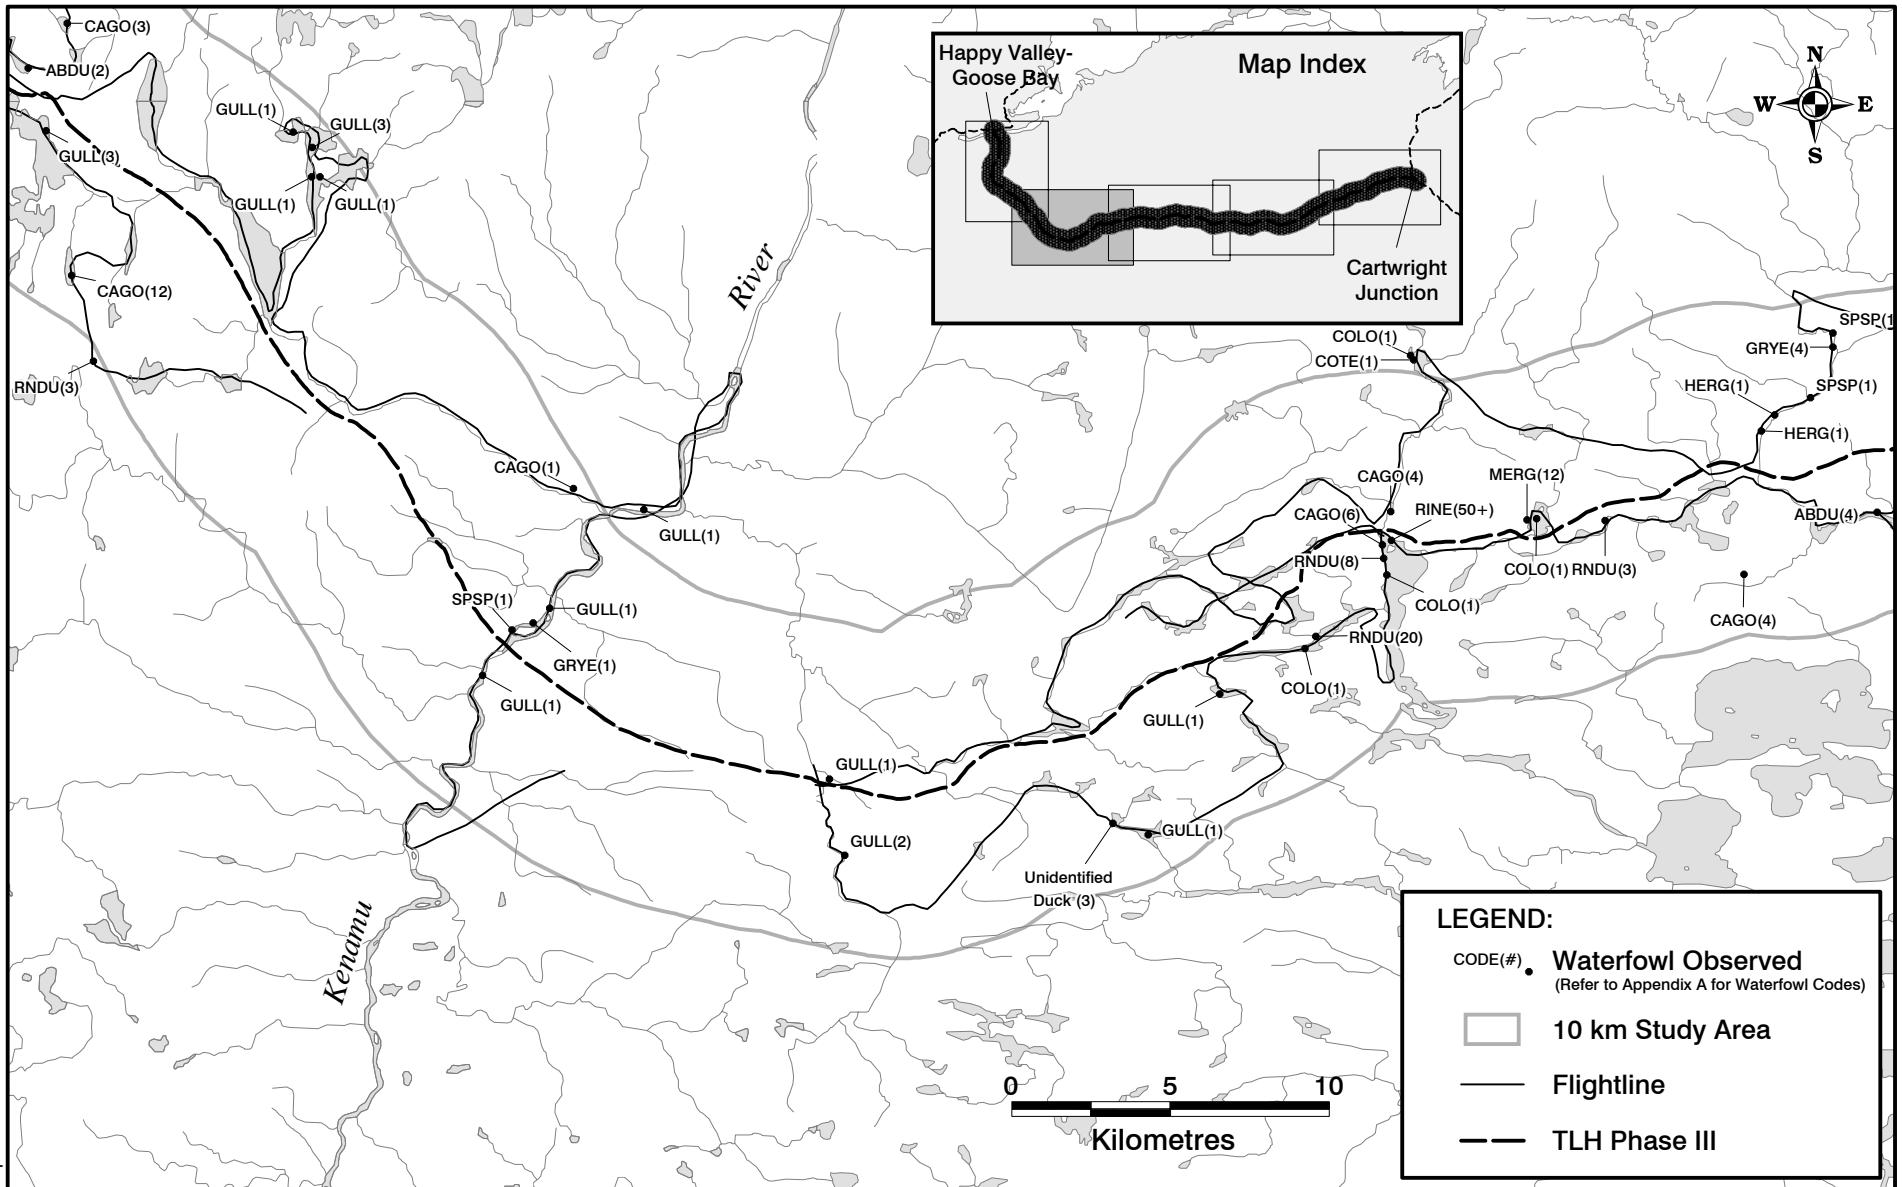 CAGO(3)
ABDU(2)
GULL(1)
GULL(3)
GULL(3)
GULL(1)
GULL(1)
CAGO(12)
RNDU(3)
River
Happy Valley-
Goose Bay
Map Index
Cartwright
Junction
N
W
E
S
COLO(1)
COTE(1)
SPSP(1
GRYE(4)
HERG(1)
SPSP(1)
HERG(1)
CAGO(1)
GULL(1)
CAGO(4)
MERG(12)
CAGO(6)
RINE(50+)
ABDU(4)
RNDU(8)
COLO(1)
RNDU(3)
SPSP(1)
GULL(1)
COLO(1)
CAGO(4)
RNDU(20)
GRYE(1)
GULL(1)
COLO(1)
GULL(1)
GULL(1)
GULL(2)
GULL(1)
Unidentified
Duck (3)
Kenamu
0 5 10
Kilometres
LEGEND:
CODE(#)
Waterfowl Observed
(Refer to Appendix A for Waterfowl Codes)
10 km Study Area
Flightline
TLH Phase III